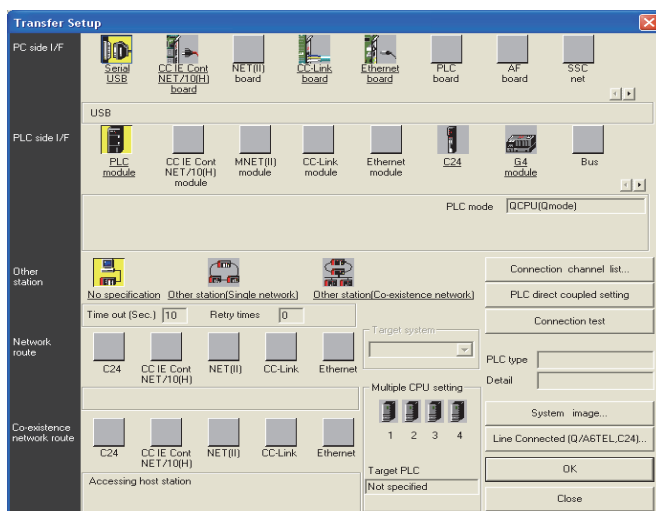 Transfer Setup
PC side I/F
Serial USB
CC IE Cont NET/10(H) board
NET(II) board
CC-Link board
Ethernet board
PLC board
AF board
SSC net
USB
PLC side I/F
PLC module
CC IE Cont NET/10(H) module
MNET(II) module
CC-Link module
Ethernet module
C24
G4 module
Bus
PLC mode QCPU(Qmode)
Other station
No specification
Other station(Single network)
Other station(Co-existence network)
Time out (Sec.) 10 Retry times 0
Network route
C24
CC IE Cont NET/10(H)
NET(II)
CC-Link
Ethernet
Co-existence network route
C24
CC IE Cont NET/10(H)
NET(II)
CC-Link
Ethernet
Accessing host station
Target system
Multiple CPU setting
1 2 3 4
Target PLC
Not specified
Connection channel list...
PLC direct coupled setting
Connection test
PLC type
Detail
System image...
Line Connected (Q/A6TEL,C24)...
OK
Close